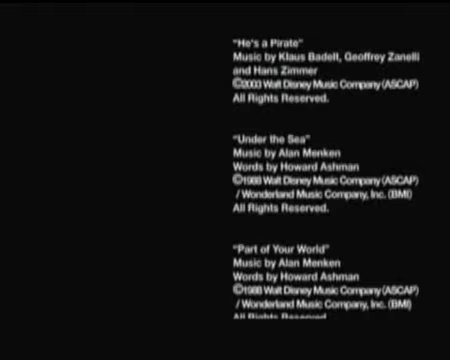 "He's a Pirate"
Music by Klaus Badelt, Geoffrey Zanelli
and Hans Zimmer
©2003 Walt Disney Music Company (ASCAP)
All Rights Reserved.
"Under the Sea"
Music by Alan Menken
Words by Howard Ashman
©1988 Walt Disney Music Company (ASCAP)
/ Wonderland Music Company, Inc. (BMI)
All Rights Reserved.
"Part of Your World"
Music by Alan Menken
Words by Howard Ashman
©1988 Walt Disney Music Company (ASCAP)
/ Wonderland Music Company, Inc. (BMI)
All Rights Reserved